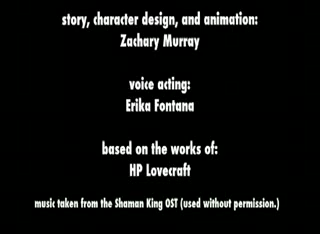 story, character design, and animation:
Zachary Murray
voice acting:
Erika Fontana
based on the works of:
HP Lovecraft
music taken from the Shaman King OST (used without permission.)